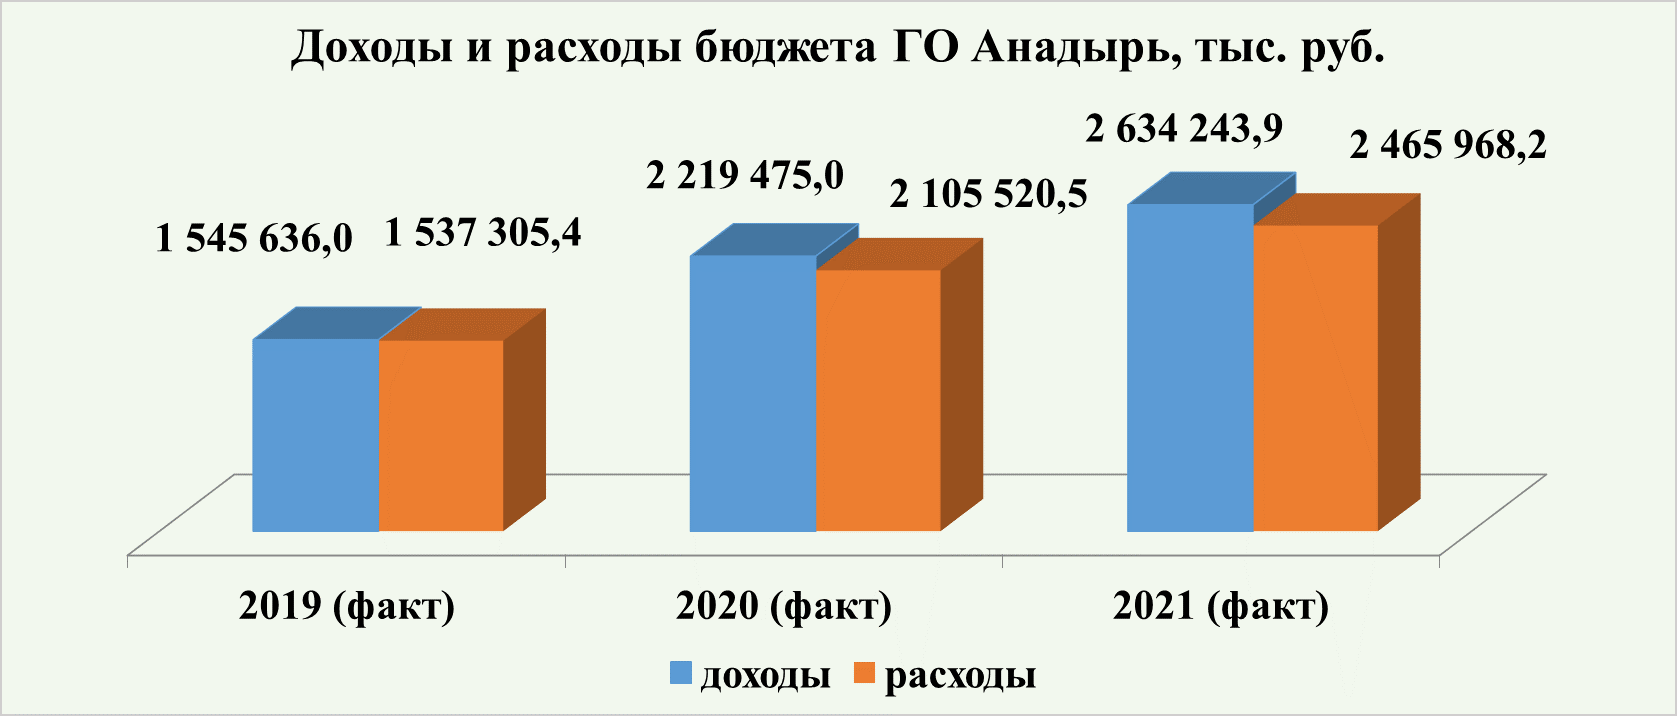 Доходы и расходы бюджета ГО Анадырь, тыс. руб.
1 545 636,0
1 537 305,4
2 219 475,0
2 105 520,5
2 634 243,9
2 465 968,2
2019 (факт)
2020 (факт)
2021 (факт)
доходы
расходы